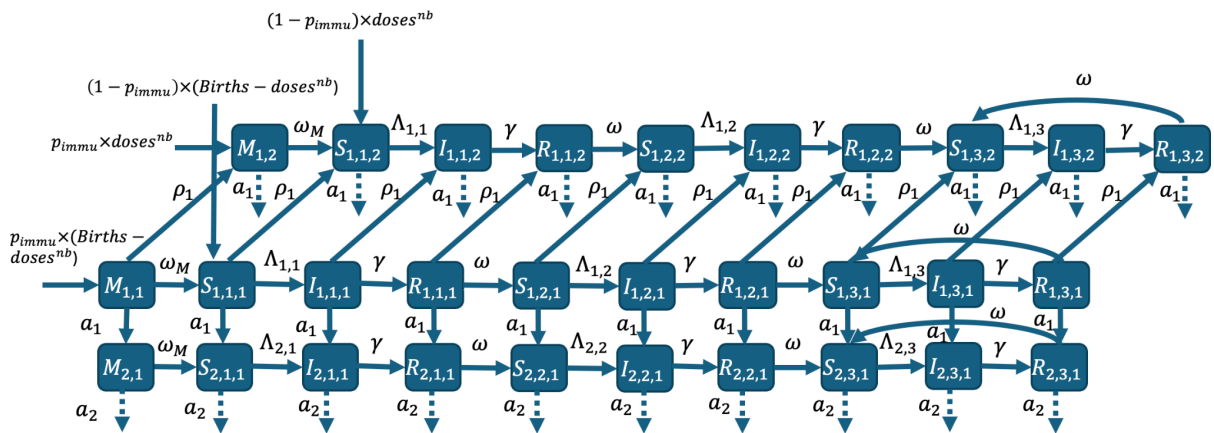 (1−p_immu)×doses^nb
(1−p_immu)×(Births−doses^nb)
ω
p_immu×doses^nb
M_1,2 ω_M S_1,1,2 Λ_1,1 I_1,1,2 γ R_1,1,2 ω S_1,2,2 Λ_1,2 I_1,2,2 γ R_1,2,2 ω S_1,3,2 Λ_1,3 I_1,3,2 γ R_1,3,2
ρ_1 a_1 ρ_1 a_1 ρ_1 a_1 ρ_1 a_1 ρ_1 a_1 ρ_1 a_1 ρ_1 a_1 ρ_1 a_1 ρ_1 a_1 ρ_1 a_1
p_immu×(Births−
doses^nb)
ω
M_1,1 ω_M S_1,1,1 Λ_1,1 I_1,1,1 γ R_1,1,1 ω S_1,2,1 Λ_1,2 I_1,2,1 γ R_1,2,1 ω S_1,3,1 Λ_1,3 I_1,3,1 γ R_1,3,1
a_1 a_1 a_1 a_1 a_1 a_1 a_1 a_1 a_1 ω a_1
M_2,1 ω_M S_2,1,1 Λ_2,1 I_2,1,1 γ R_2,1,1 ω S_2,2,1 Λ_2,2 I_2,2,1 γ R_2,2,1 ω S_2,3,1 Λ_2,3 I_2,3,1 γ R_2,3,1
a_2 a_2 a_2 a_2 a_2 a_2 a_2 a_2 a_2 a_2